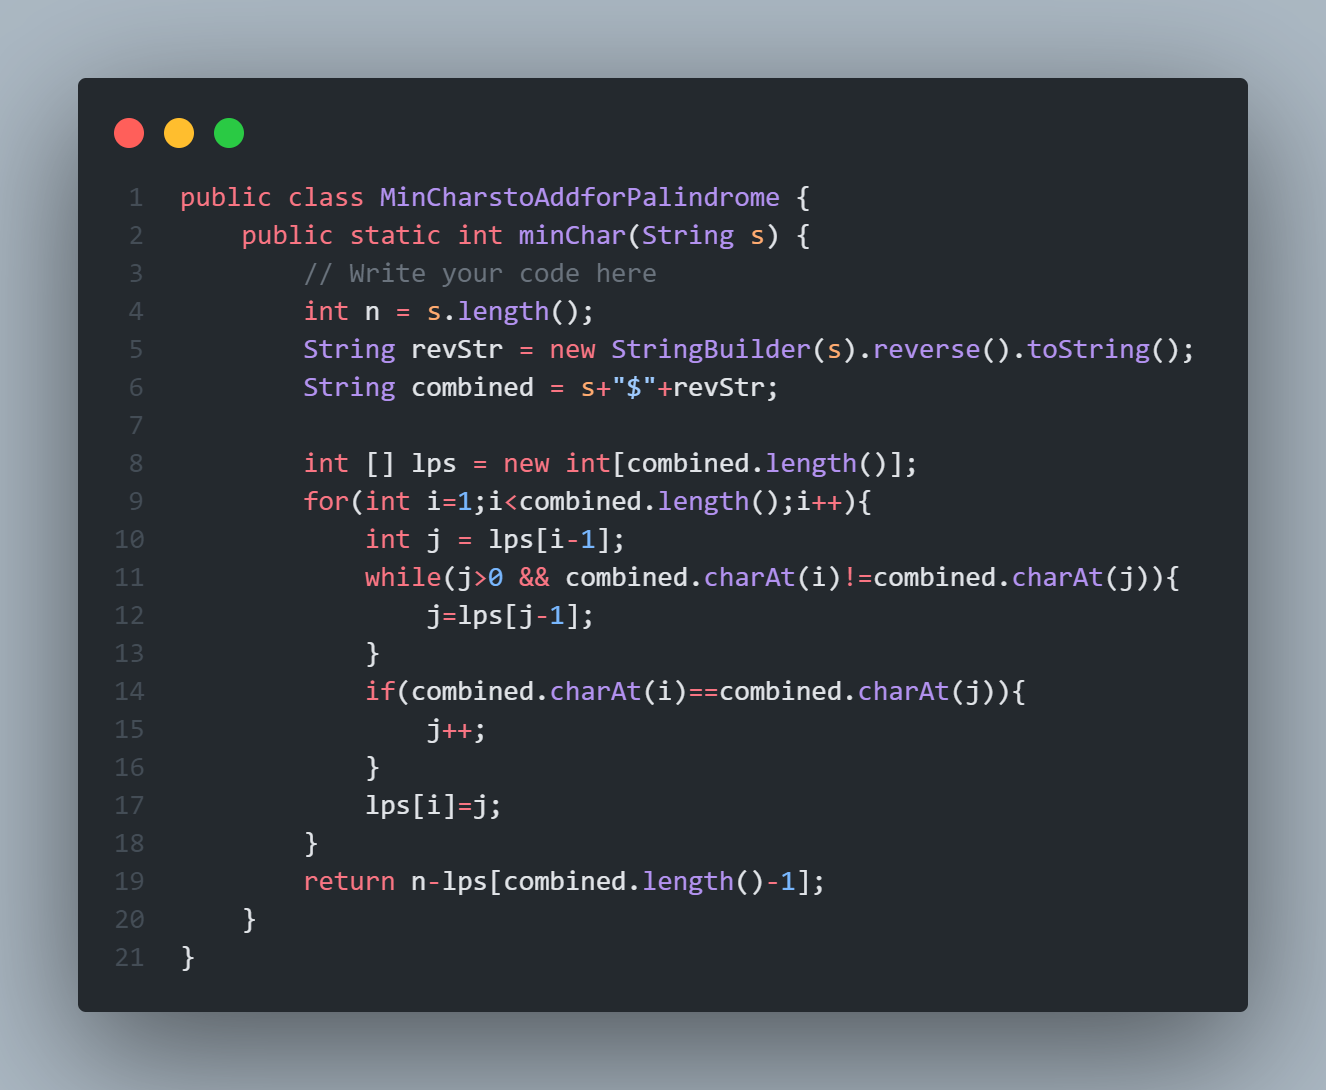 1 public class MinCharstoAddforPalindrome {
2     public static int minChar(String s) {
3         // Write your code here
4         int n = s.length();
5         String revStr = new StringBuilder(s).reverse().toString();
6         String combined = s+"$"+revStr;
7
8         int [] lps = new int[combined.length()];
9         for(int i=1;i<combined.length();i++){
10             int j = lps[i-1];
11             while(j>0 && combined.charAt(i)!=combined.charAt(j)){
12                 j=lps[j-1];
13             }
14             if(combined.charAt(i)==combined.charAt(j)){
15                 j++;
16             }
17             lps[i]=j;
18         }
19         return n-lps[combined.length()-1];
20     }
21 }